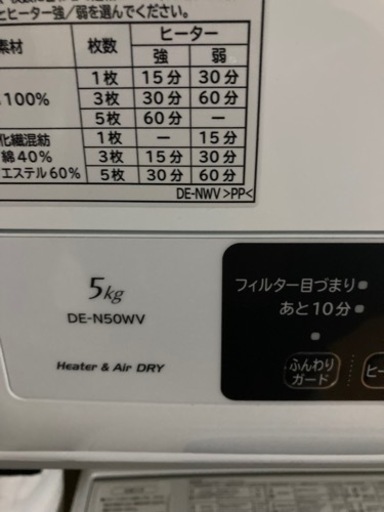 とヒーター強／弱を選んでください。
素材 枚数 ヒーター
強 弱
100% 1枚 15分 30分
3枚 30分 60分
5枚 60分 －
化繊混紡 1枚 － 15分
綿40% 3枚 15分 30分
エステル60% 5枚 30分 60分
DE-NWV >PP<
5kg
DE-N50WV
Heater & Air DRY
フィルター目づまり
あと10分
ふんわり
ガード
ヒー